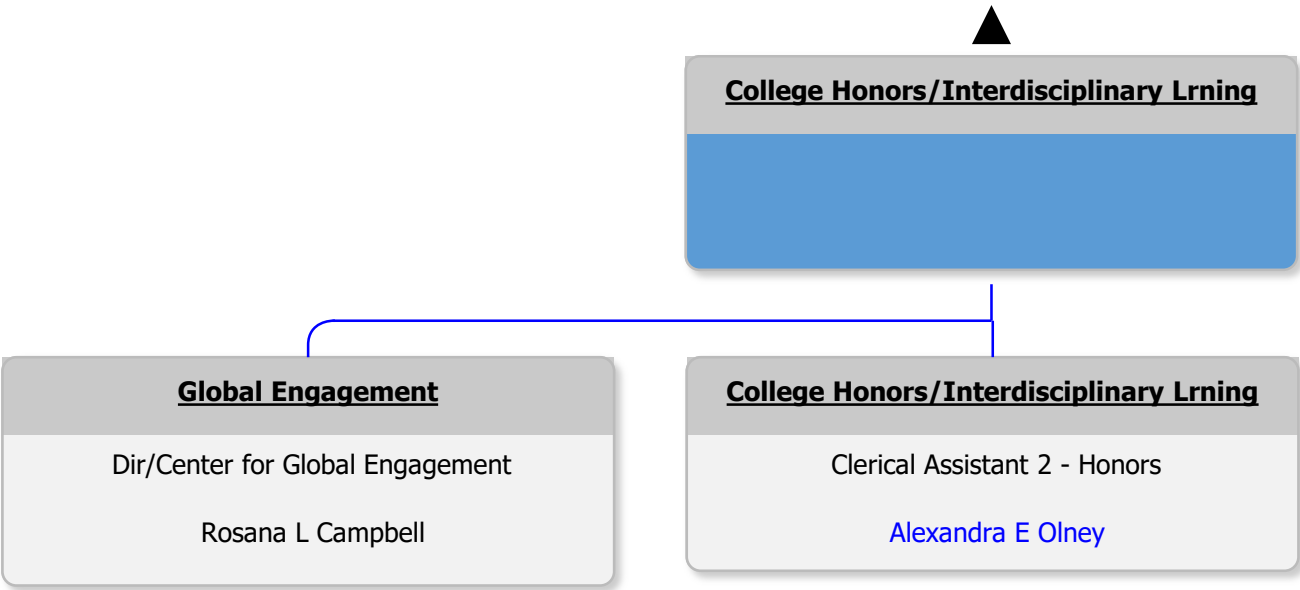 College Honors/Interdisciplinary Lrning
Global Engagement
Dir/Center for Global Engagement
Rosana L Campbell
College Honors/Interdisciplinary Lrning
Clerical Assistant 2 - Honors
Alexandra E Olney